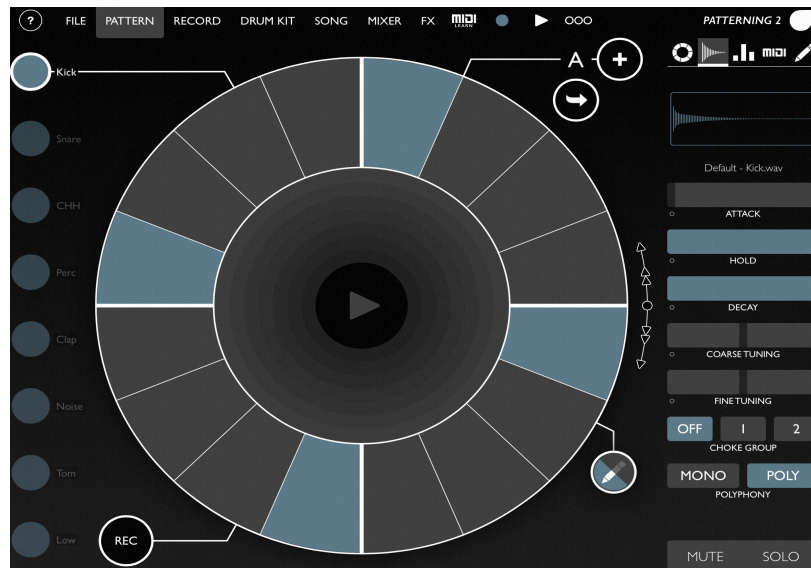 ?
FILE PATTERN RECORD DRUM KIT SONG MIXER FX MIDI LEARN OOO PATTERNING 2
MIDI
Kick
A +
Snare
CHH
Perc
Clap
Noise
Tom
Low
REC
Default - Kick.wav
ATTACK
HOLD
DECAY
COARSE TUNING
FINE TUNING
OFF 1 2
CHOKE GROUP
MONO POLY
POLYPHONY
MUTE SOLO